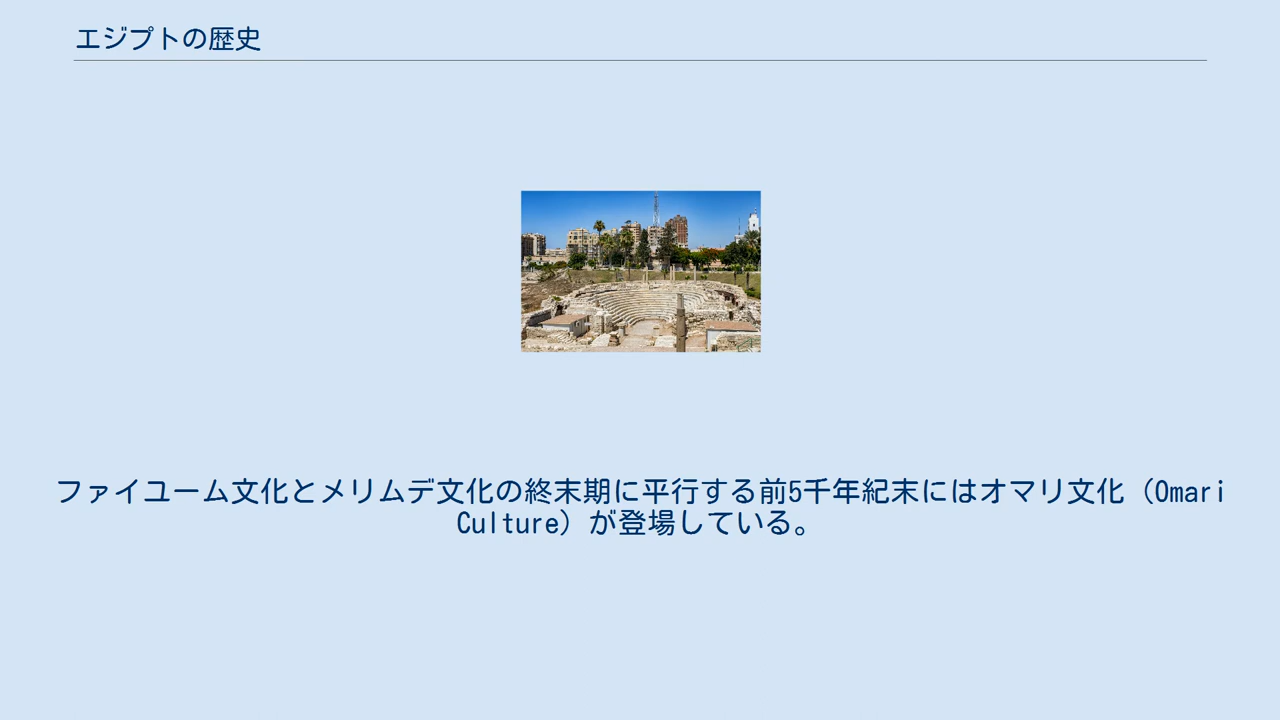 エジプトの歴史
ファイユーム文化とメリムデ文化の終末期に平行する前5千年紀末にはオマリ文化（Omari
Culture）が登場している。